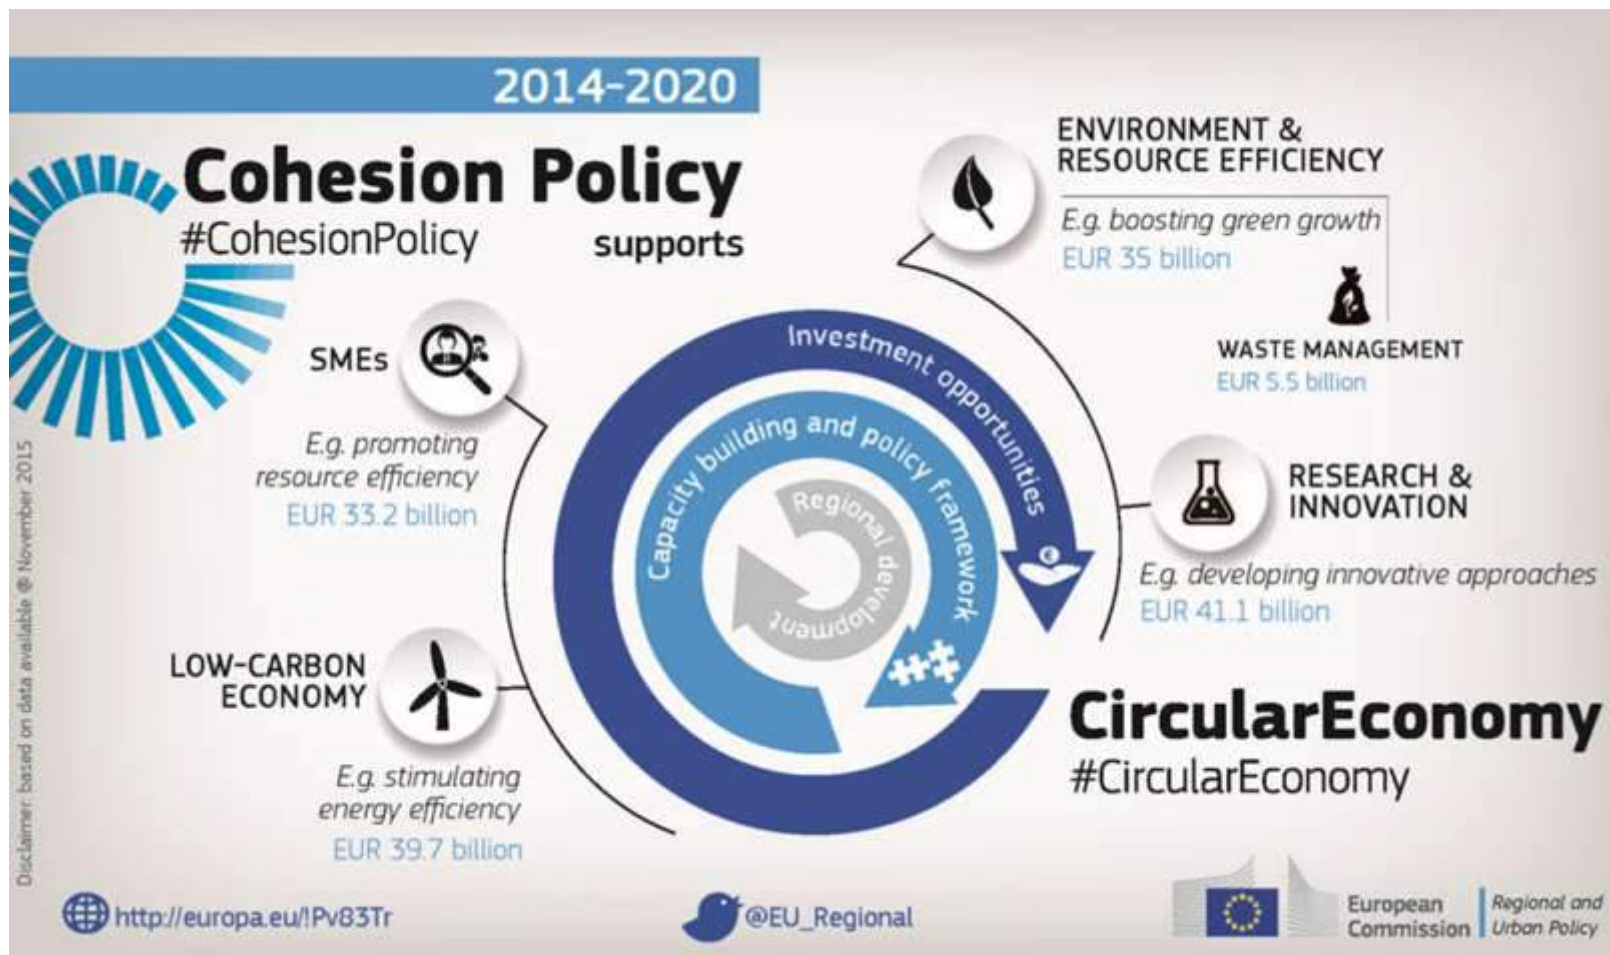 2014-2020
Cohesion Policy
#CohesionPolicy
supports
SMEs
E.g. promoting
resource efficiency
EUR 33.2 billion
LOW-CARBON
ECONOMY
E.g. stimulating
energy efficiency
EUR 39.7 billion
Investment opportunities
Capacity building and policy framework
Regional development
ENVIRONMENT &
RESOURCE EFFICIENCY
E.g. boosting green growth
EUR 35 billion
WASTE MANAGEMENT
EUR 5.5 billion
RESEARCH &
INNOVATION
E.g. developing innovative approaches
EUR 41.1 billion
CircularEconomy
#CircularEconomy
Disclaimer: based on data available @ November 2015
http://europa.eu/!Pv83Tr
@EU_Regional
European
Commission
Regional and
Urban Policy